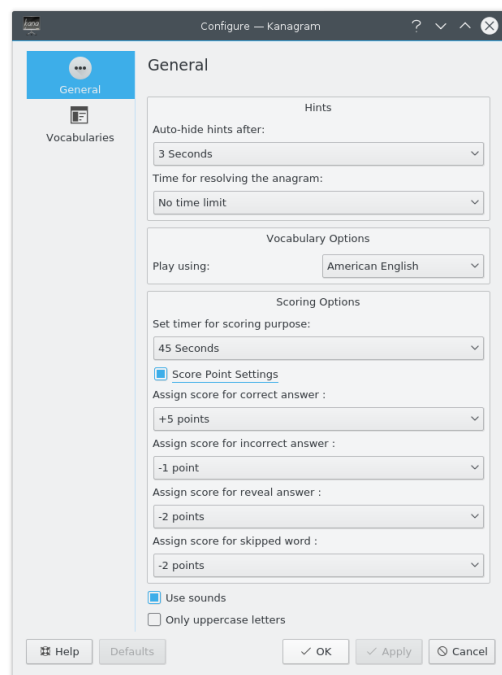 Configure — Kanagram
General
Vocabularies
General
Hints
Auto-hide hints after:
3 Seconds
Time for resolving the anagram:
No time limit
Vocabulary Options
Play using:
American English
Scoring Options
Set timer for scoring purpose:
45 Seconds
Score Point Settings
Assign score for correct answer :
+5 points
Assign score for incorrect answer :
-1 point
Assign score for reveal answer :
-2 points
Assign score for skipped word :
-2 points
Use sounds
Only uppercase letters
Help
Defaults
OK
Apply
Cancel